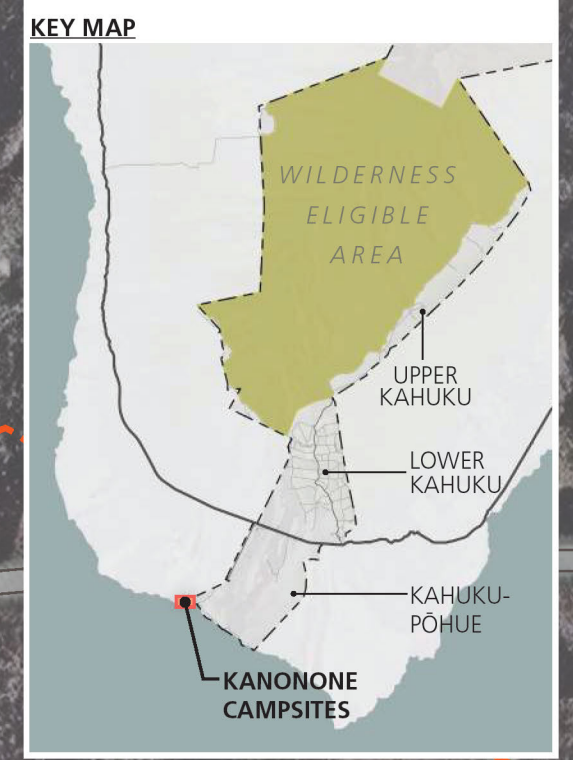 KEY MAP
WILDERNESS
ELIGIBLE
AREA
UPPER
KAHUKU
LOWER
KAHUKU
KAHUKU-
PŌHUE
KANONONE
CAMPSITES